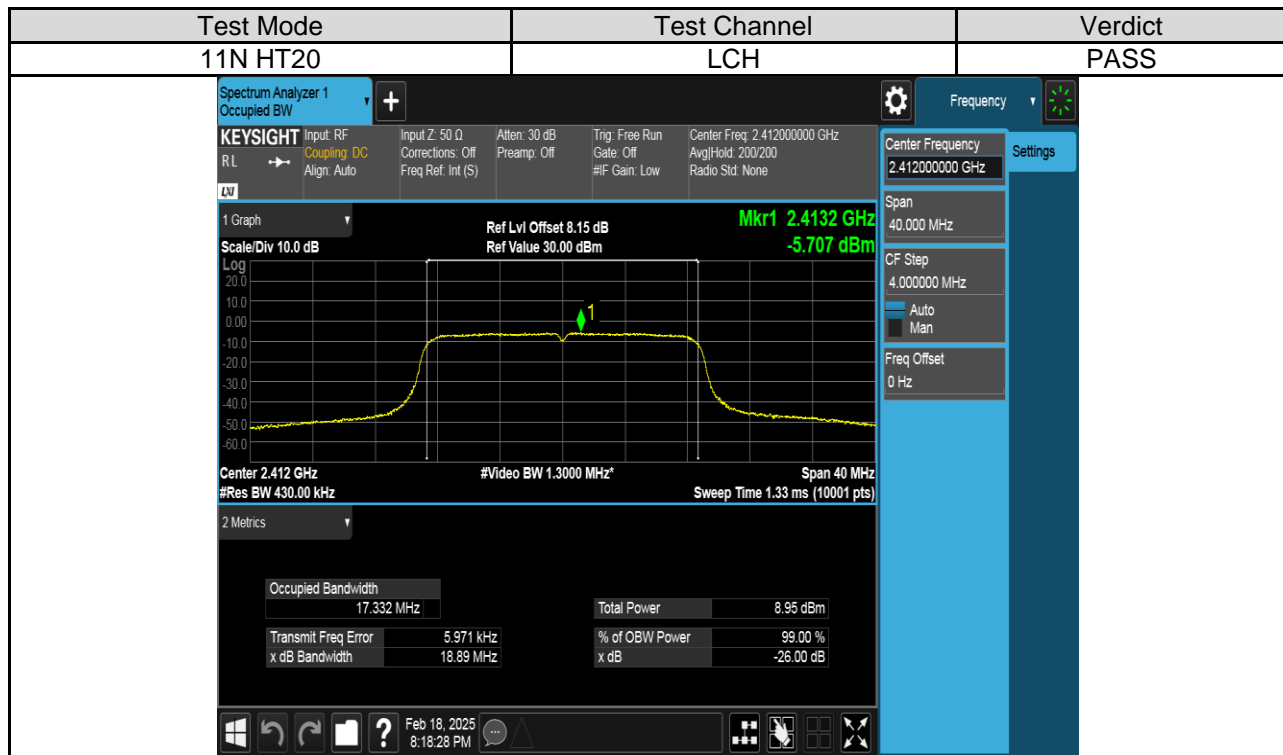 Test Mode Test Channel Verdict
11N HT20 LCH PASS
Spectrum Analyzer 1
Occupied BW
+
Frequency
KEYSIGHT
RL
LXI
Input: RF
Coupling: DC
Align: Auto
Input Z: 50 Ω
Corrections: Off
Freq Ref: Int (S)
Atten: 30 dB
Preamp: Off
Trig: Free Run
Gate: Off
#IF Gain: Low
Center Freq: 2.412000000 GHz
Avg|Hold: 200/200
Radio Std: None
Center Frequency
2.412000000 GHz
Settings
Span
40.000 MHz
CF Step
4.000000 MHz
Auto
Man
Freq Offset
0 Hz
1 Graph
Scale/Div 10.0 dB
Ref Lvl Offset 8.15 dB
Ref Value 30.00 dBm
Mkr1 2.4132 GHz
-5.707 dBm
Log
20.0
10.0
0.00
-10.0
-20.0
-30.0
-40.0
-50.0
-60.0
1
Center 2.412 GHz
#Video BW 1.3000 MHz*
Span 40 MHz
#Res BW 430.00 kHz
Sweep Time 1.33 ms (10001 pts)
2 Metrics
Occupied Bandwidth
17.332 MHz
Total Power 8.95 dBm
Transmit Freq Error 5.971 kHz
% of OBW Power 99.00 %
x dB Bandwidth 18.89 MHz
x dB -26.00 dB
?
Feb 18, 2025
8:18:28 PM